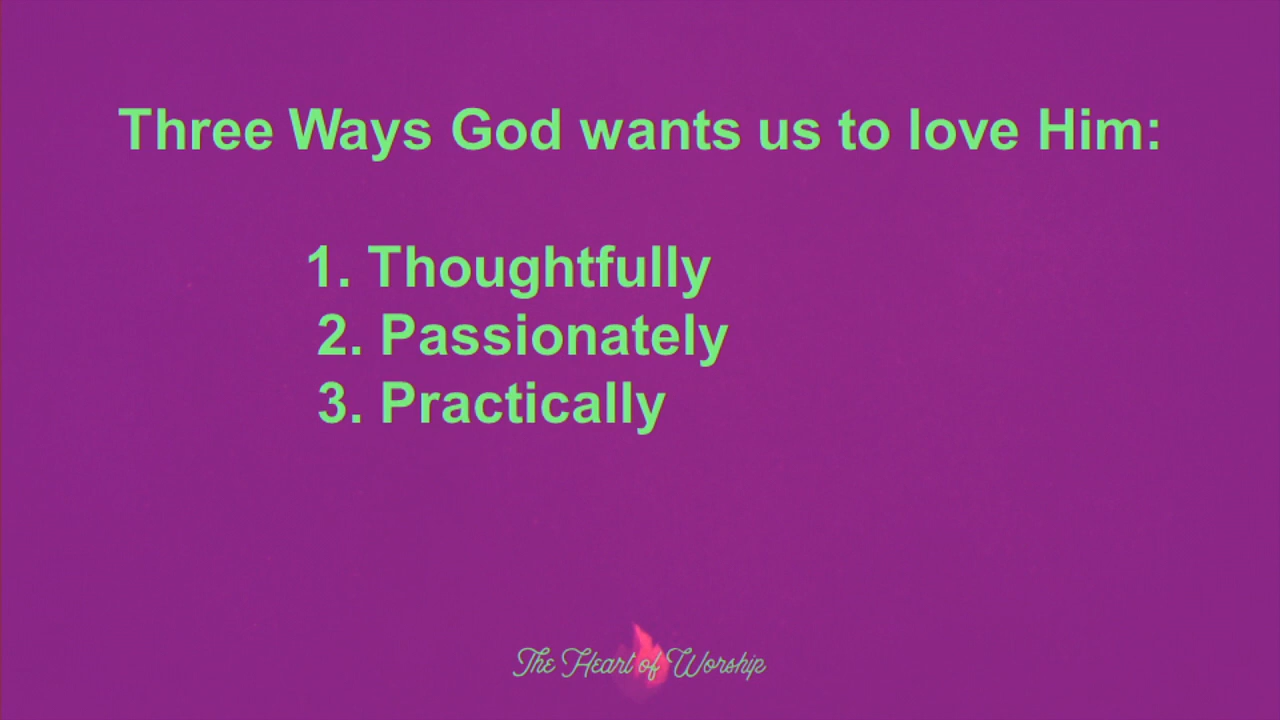 Three Ways God wants us to love Him:
1. Thoughtfully
2. Passionately
3. Practically
The Heart of Worship